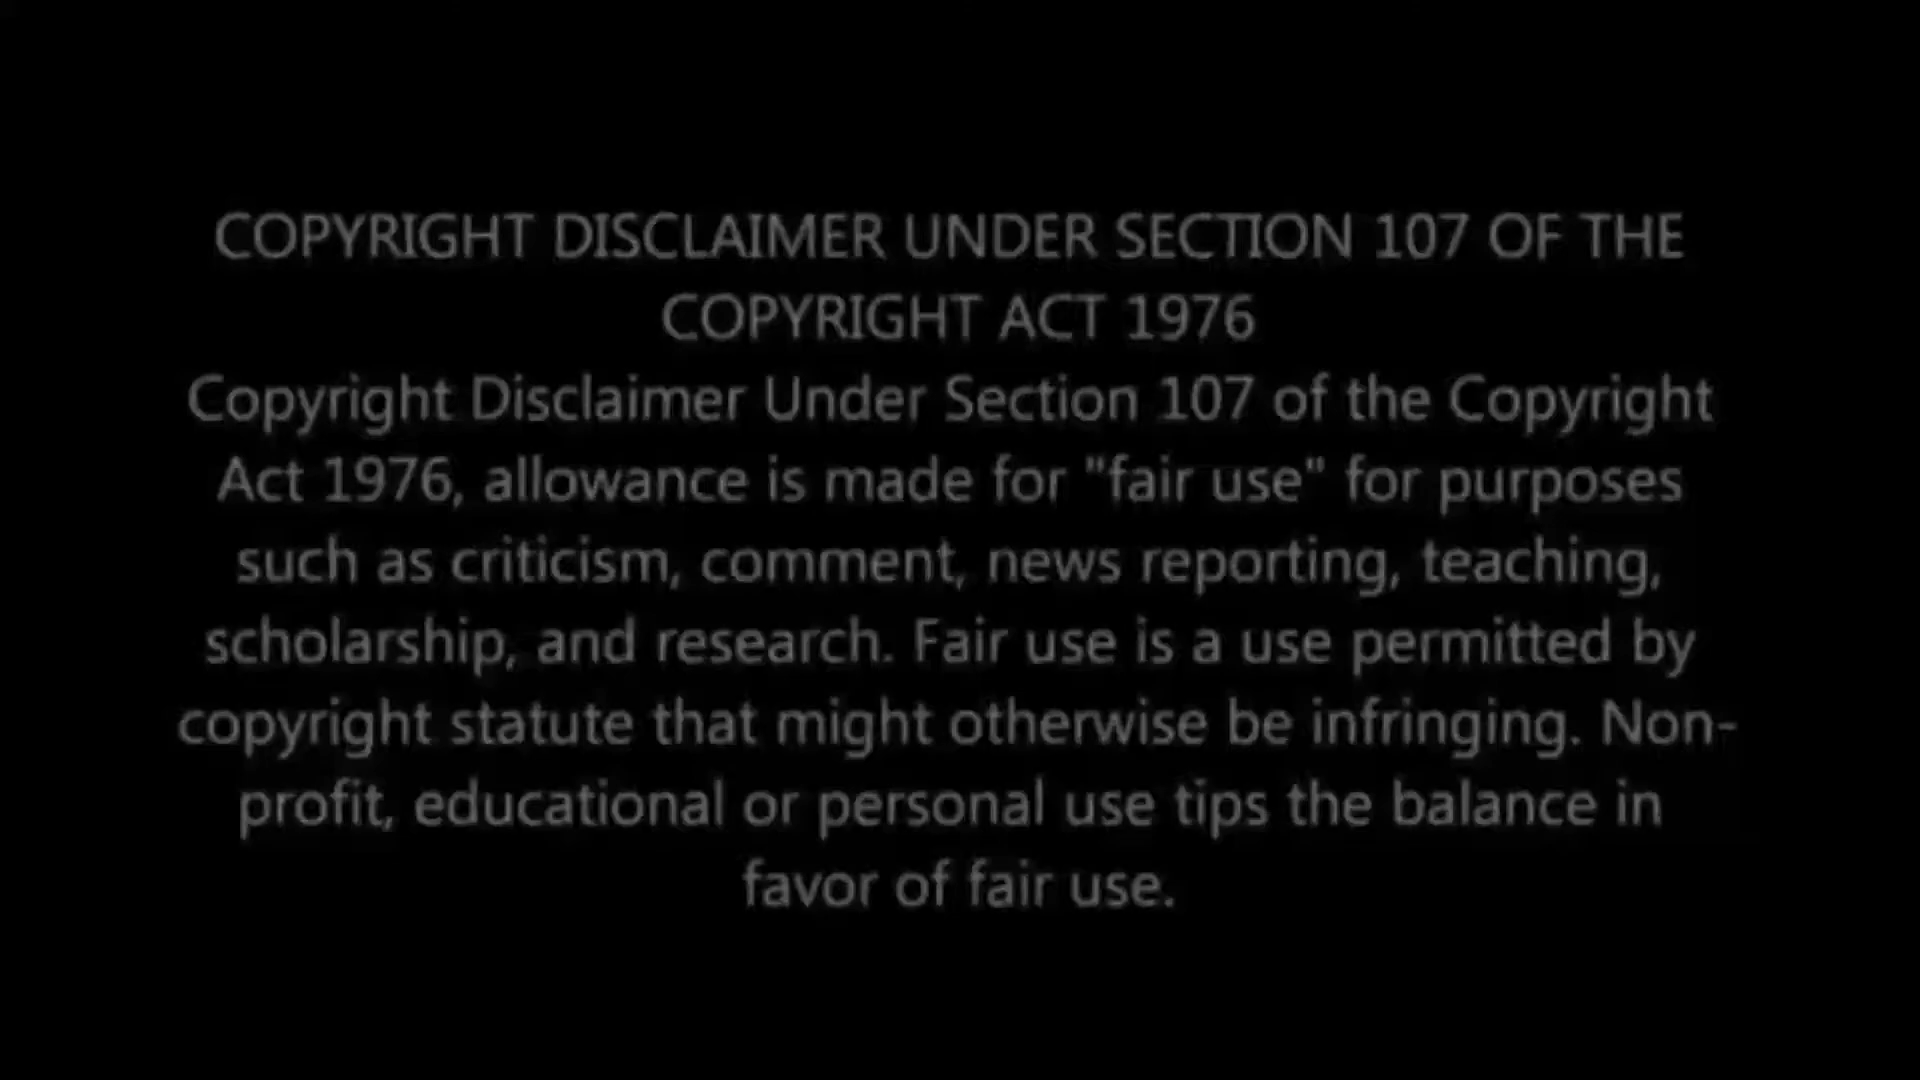 COPYRIGHT DISCLAIMER UNDER SECTION 107 OF THE
COPYRIGHT ACT 1976
Copyright Disclaimer Under Section 107 of the Copyright
Act 1976, allowance is made for "fair use" for purposes
such as criticism, comment, news reporting, teaching,
scholarship, and research. Fair use is a use permitted by
copyright statute that might otherwise be infringing. Non-
profit, educational or personal use tips the balance in
favor of fair use.